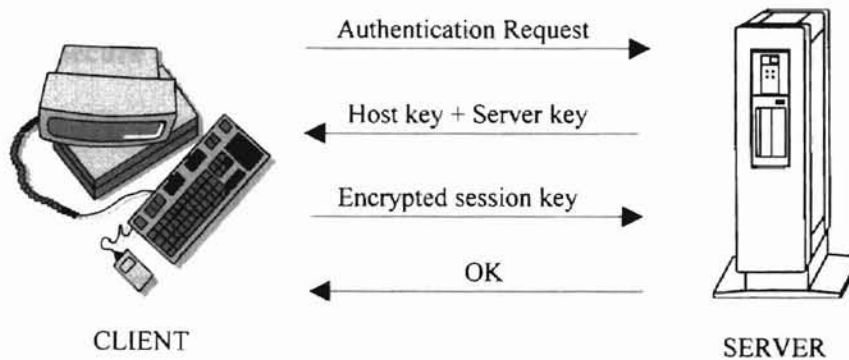 Authentication Request
Host key + Server key
Encrypted session key
OK
CLIENT
SERVER